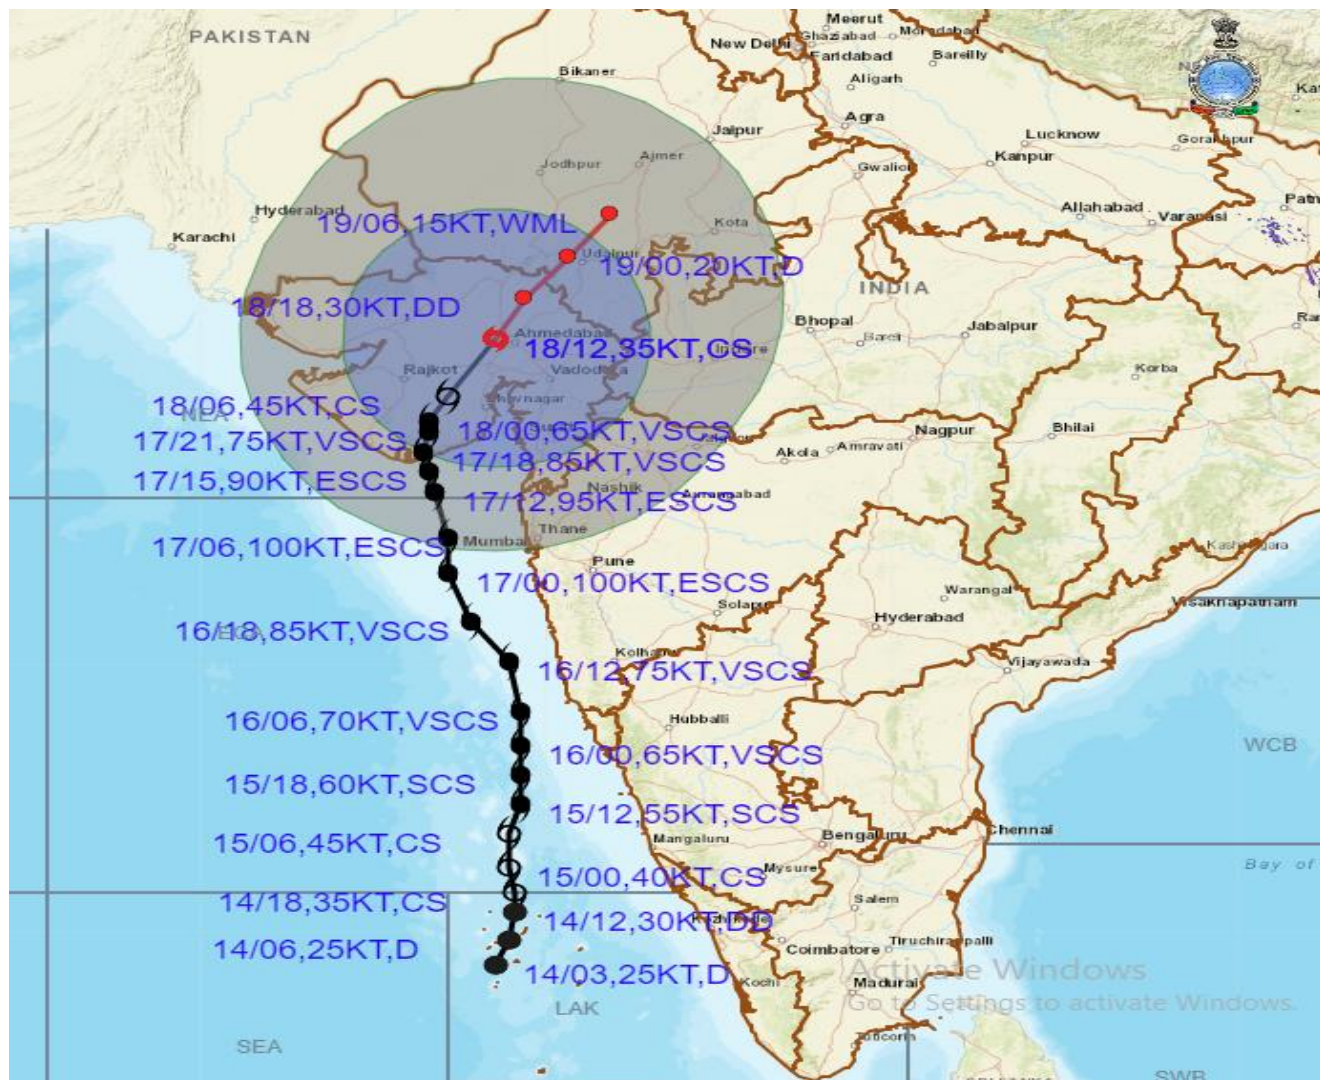 PAKISTAN
Meerut
New Delhi
Ghaziabad
Moradabad
Faridabad
Bareilly
Bikaner
Aligarh
Agra
Jaipur
Lucknow
Gorakhpur
Kanpur
Ajmer
Jodhpur
Gwalior
Hyderabad
Karachi
Allahabad
Varanasi
Kota
19/06,15KT,WML
Udaipur
19/00,20KT,D
INDIA
18/18,30KT,DD
Ahmedabad
18/12,35KT,CS
Bhopal
Jabalpur
Rajkot
Vadodara
Korba
18/06,45KT,CS
NEA
Bhavnagar
18/00,65KT,VSCS
17/21,75KT,VSCS
Nagpur
Bhilai
Akola
Amravati
17/18,85KT,VSCS
17/15,90KT,ESCS
Nashik
Aurangabad
17/12,95KT,ESCS
Thane
Mumbai
17/06,100KT,ESCS
Pune
17/00,100KT,ESCS
Warangal
Solapur
Hyderabad
Visakhapatnam
16/18,85KT,VSCS
Kolhapur
Vijayawada
16/12,75KT,VSCS
16/06,70KT,VSCS
Hubballi
16/00,65KT,VSCS
WCB
15/18,60KT,SCS
15/12,55KT,SCS
Mangaluru
Bengaluru
Chennai
15/06,45KT,CS
Mysure
Bay of
15/00,40KT,CS
14/18,35KT,CS
Salem
14/12,30KT,DD
14/06,25KT,D
Coimbatore
Tiruchirappalli
14/03,25KT,D
Kochi
Madurai
Activate Windows
Go to Settings to activate Windows.
LAK
Tuticorin
SEA
SWB